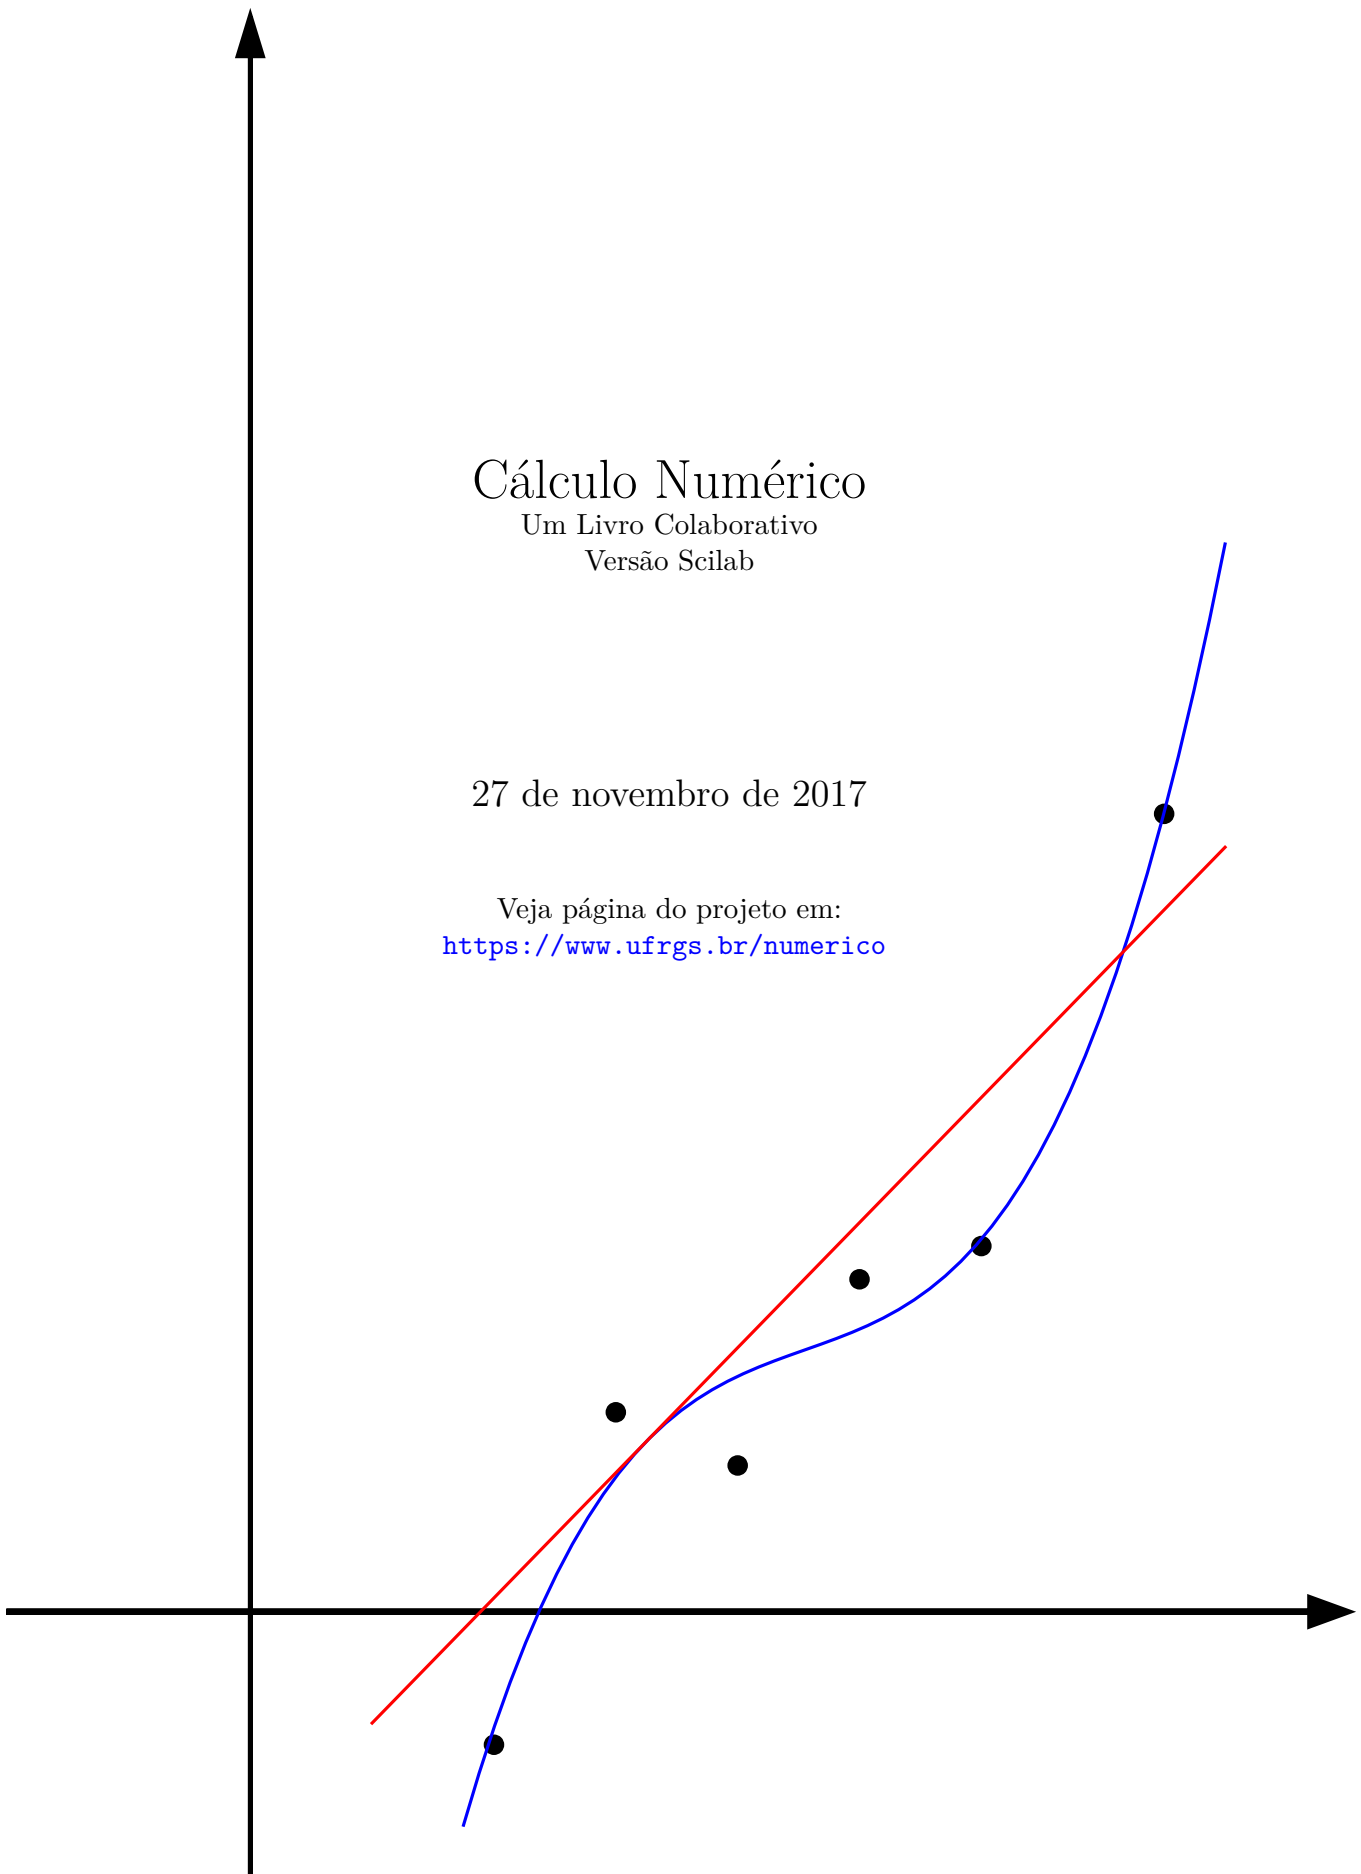 Cálculo Numérico
Um Livro Colaborativo
Versão Scilab
27 de novembro de 2017
Veja página do projeto em:
https://www.ufrgs.br/numerico